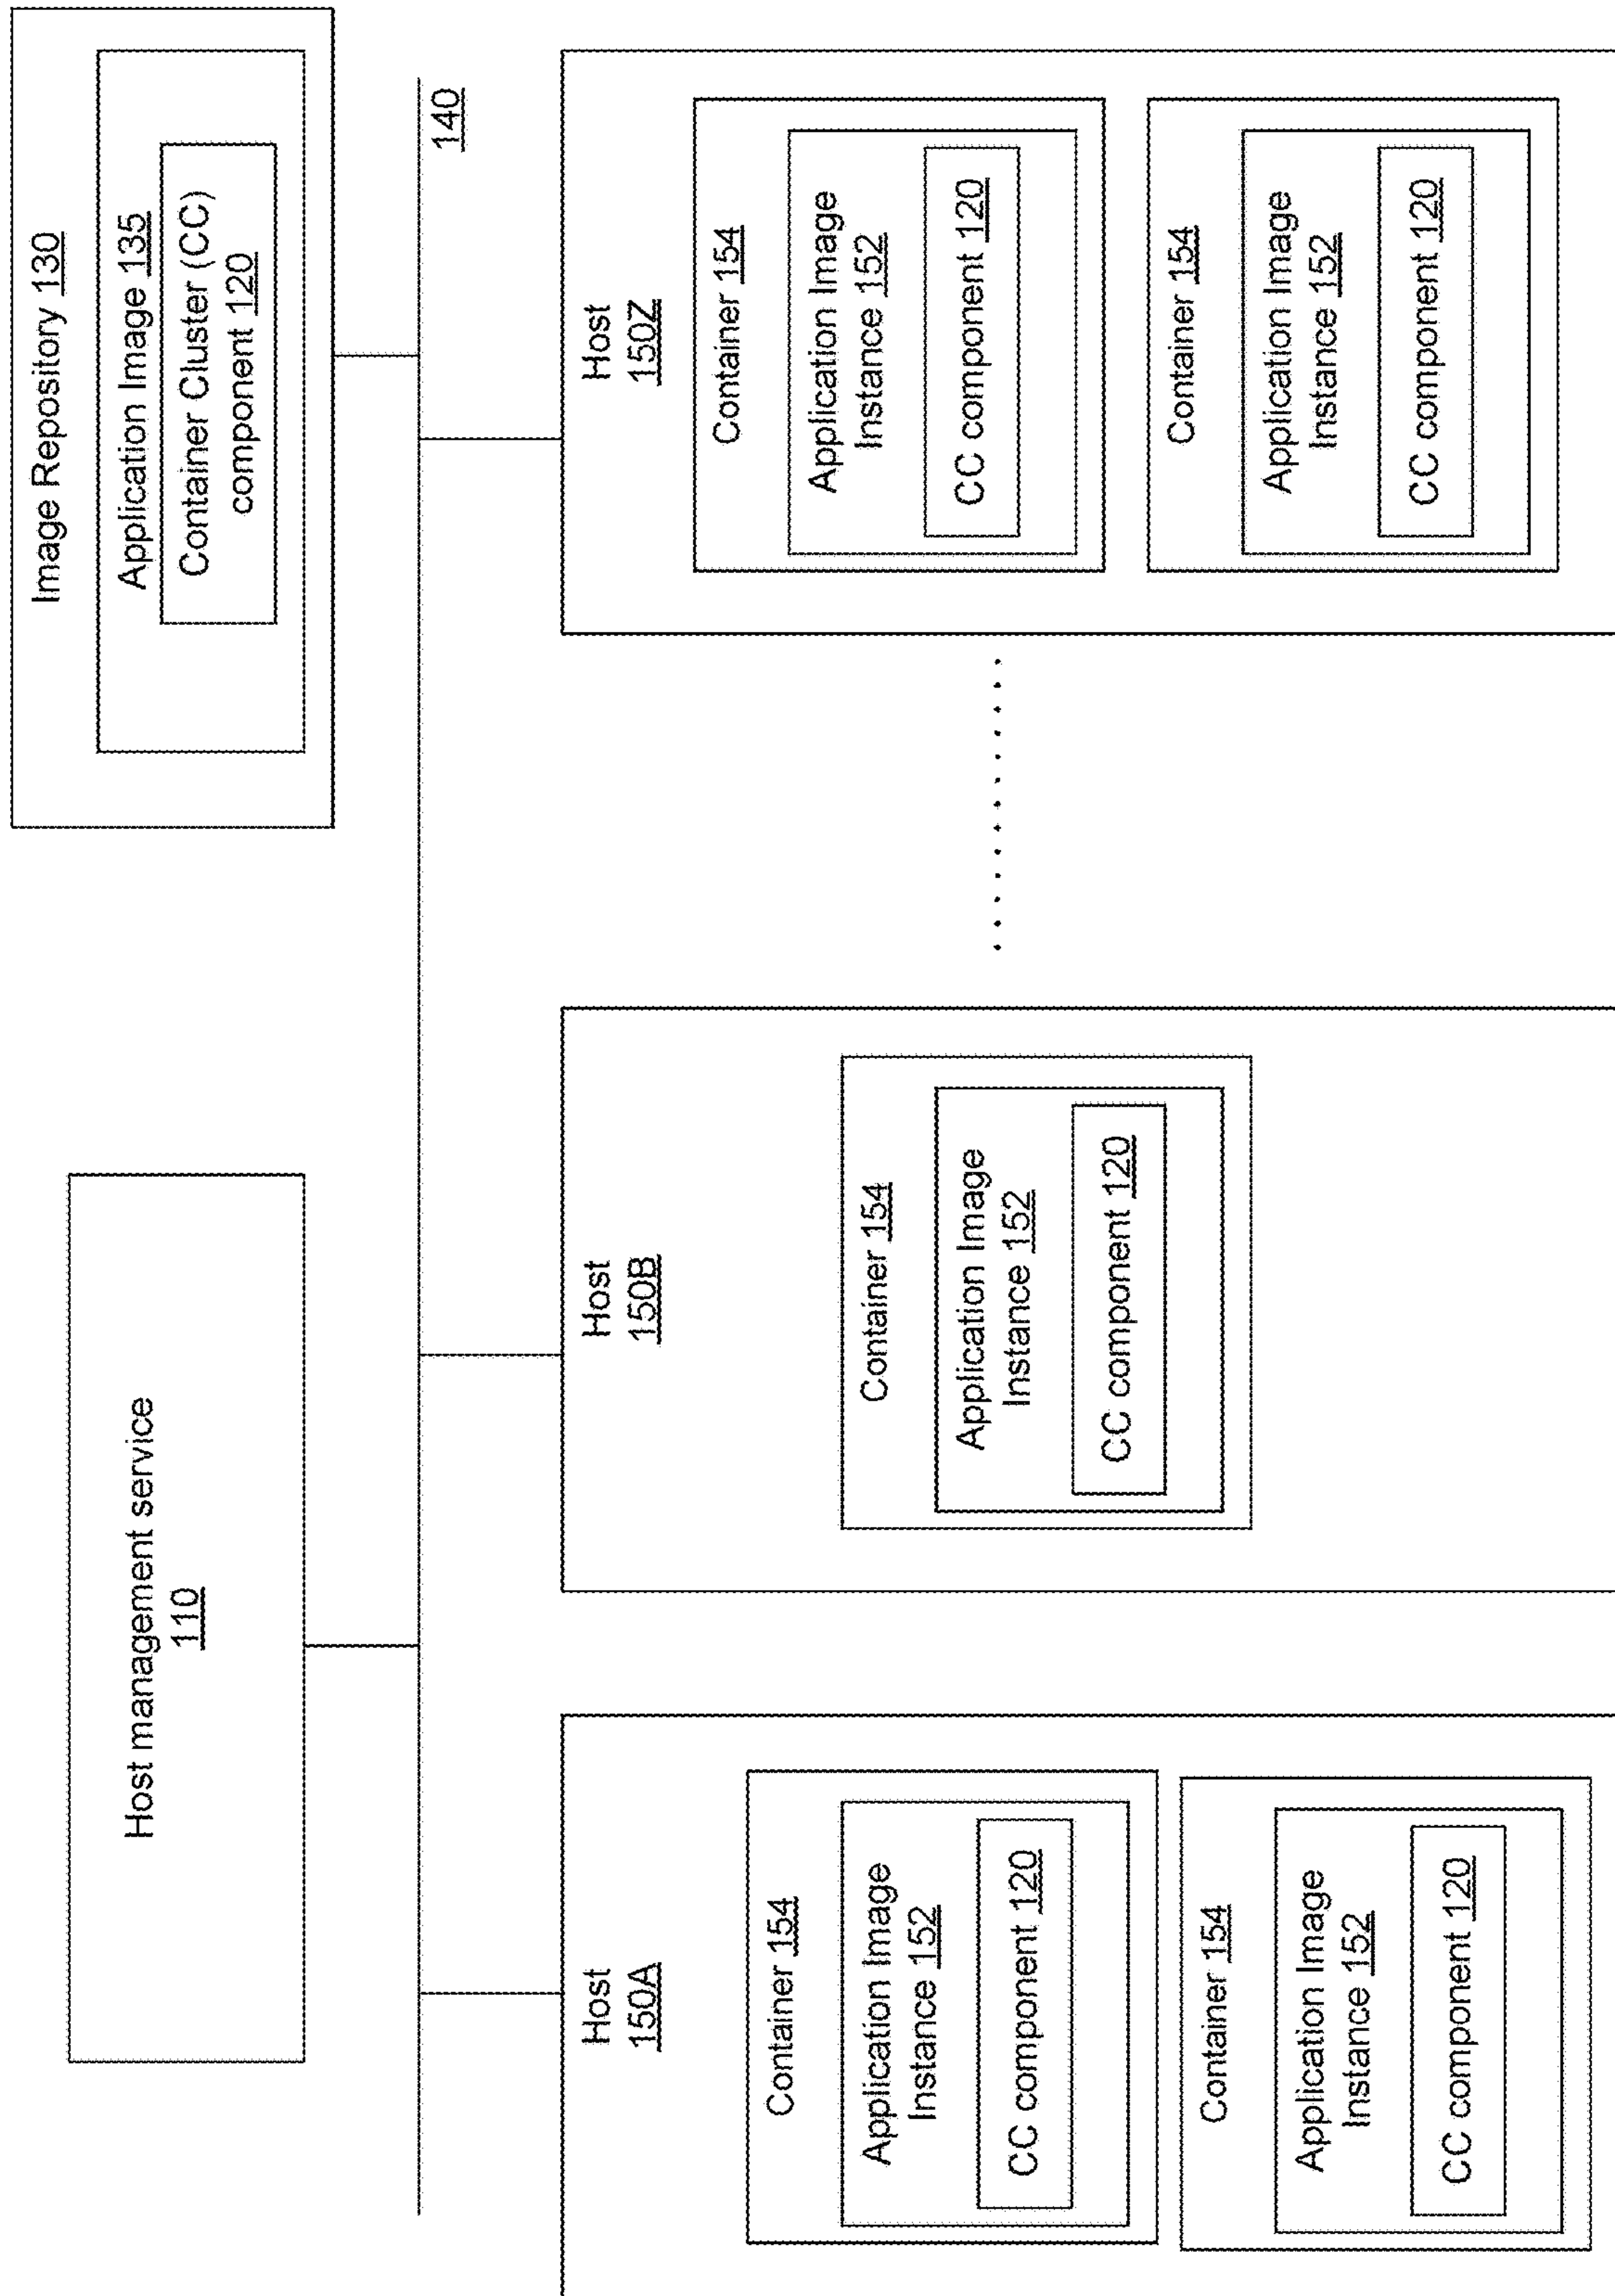 Host management service
110
Image Repository 130
Application Image 135
Container Cluster (CC)
component 120
140
Host
150A
Container 154
Application Image
Instance 152
CC component 120
Container 154
Application Image
Instance 152
CC component 120
Host
150B
Container 154
Application Image
Instance 152
CC component 120
Host
150Z
Container 154
Application Image
Instance 152
CC component 120
Container 154
Application Image
Instance 152
CC component 120